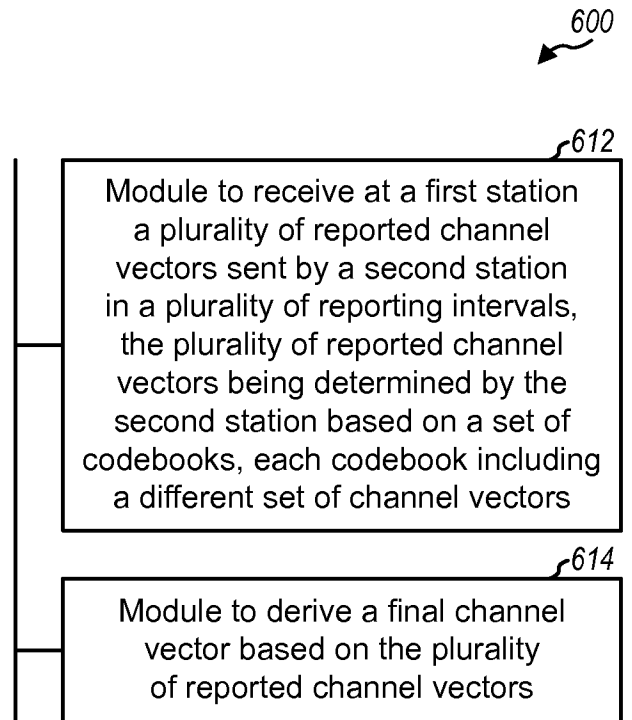 600
612
Module to receive at a first station
a plurality of reported channel
vectors sent by a second station
in a plurality of reporting intervals,
the plurality of reported channel
vectors being determined by the
second station based on a set of
codebooks, each codebook including
a different set of channel vectors
614
Module to derive a final channel
vector based on the plurality
of reported channel vectors